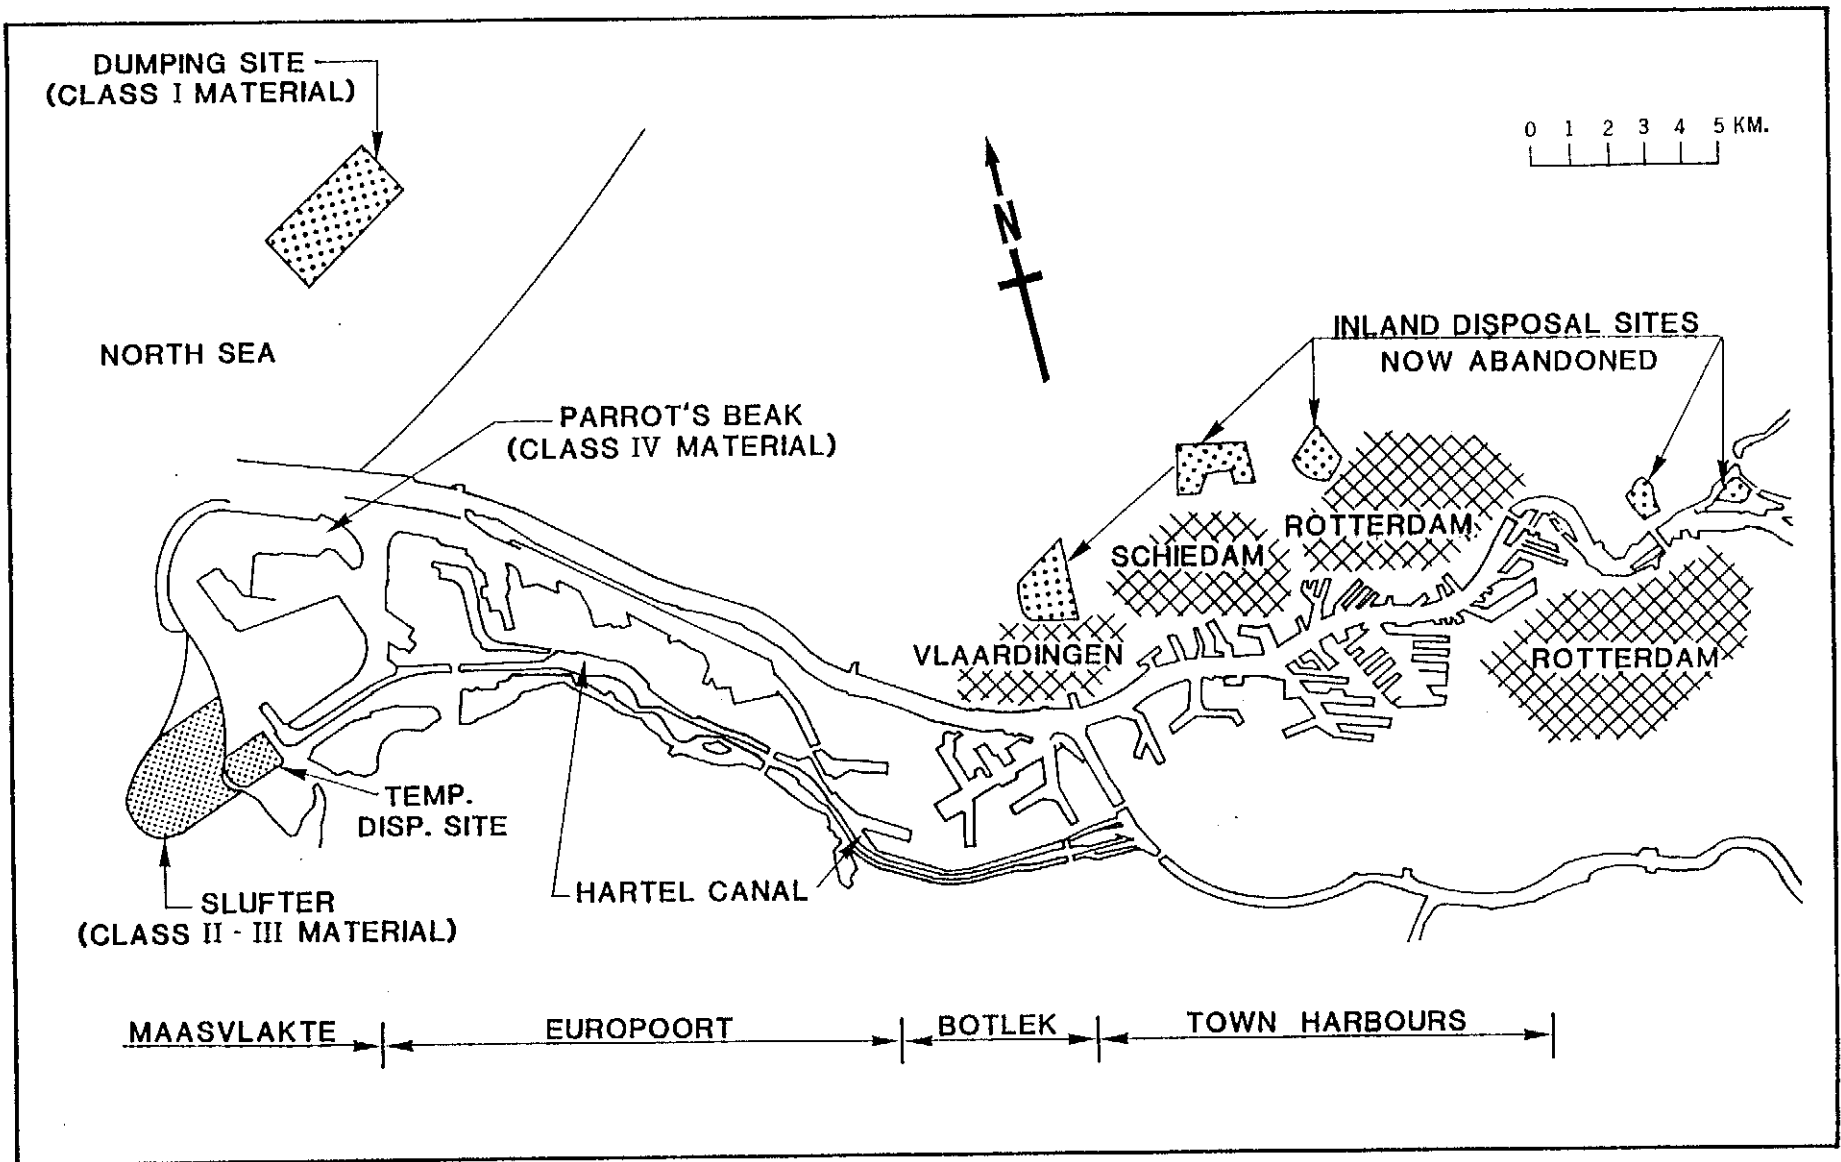 DUMPING SITE
(CLASS I MATERIAL)
0 1 2 3 4 5 KM.
N
INLAND DISPOSAL SITES
NOW ABANDONED
NORTH SEA
PARROT'S BEAK
(CLASS IV MATERIAL)
ROTTERDAM
SCHIEDAM
VLAARDINGEN
ROTTERDAM
TEMP.
DISP. SITE
HARTEL CANAL
SLUFTER
(CLASS II - III MATERIAL)
MAASVLAKTE
EUROPOORT
BOTLEK
TOWN HARBOURS